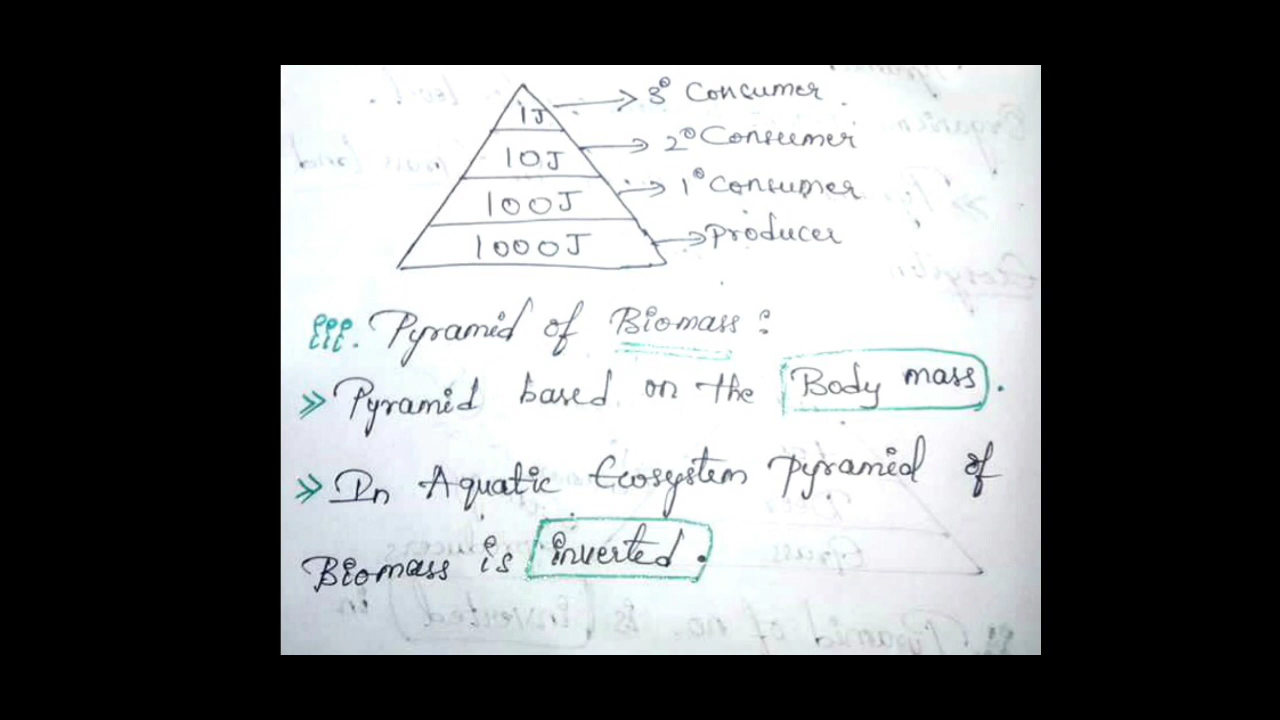 1J → 3° Consumer
10J → 2° Consumer
100J → 1° Consumer
1000J → Producer
iii. Pyramid of Biomass :
» Pyramid based on the Body mass.
» In Aquatic Ecosystem pyramid of
Biomass is inverted.